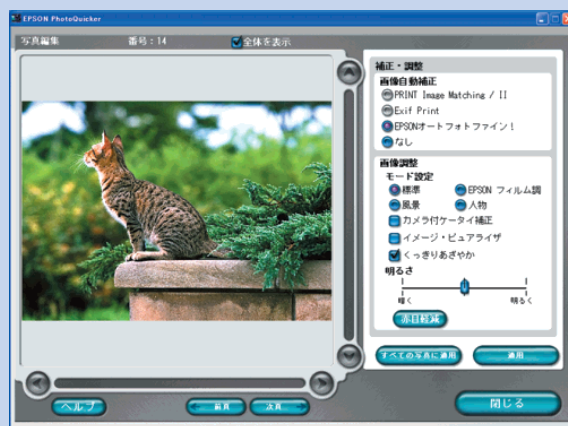 EPSON PhotoQuicker
写真編集 番号:14 全体を表示
補正・調整
画像自動補正
PRINT Image Matching / II
Exif Print
EPSONオートフォトファイン!
なし
画像調整
モード設定
標準 EPSON フィルム調
風景 人物
カメラ付ケータイ補正
イメージ・ピュアライザ
くっきりあざやか
明るさ
暗く 明るく
赤目軽減
すべての写真に適用 適用
ヘルプ 前頁 次頁 閉じる